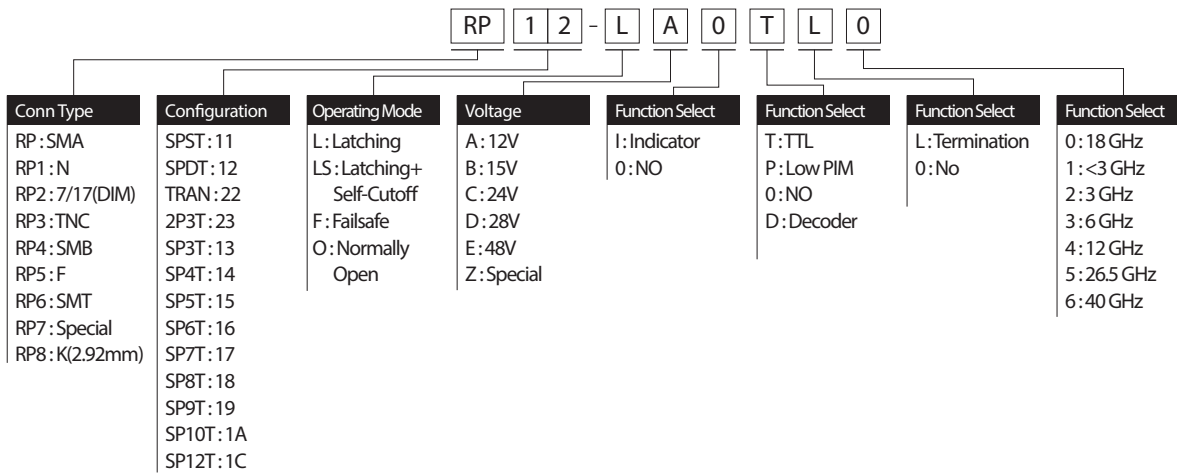 RP 1 2 - L A 0 T L 0
Conn Type
RP : SMA
RP1 : N
RP2 : 7/17(DIM)
RP3 : TNC
RP4 : SMB
RP5 : F
RP6 : SMT
RP7 : Special
RP8 : K(2.92mm)
Configuration
SPST : 11
SPDT : 12
TRAN : 22
2P3T : 23
SP3T : 13
SP4T : 14
SP5T : 15
SP6T : 16
SP7T : 17
SP8T : 18
SP9T : 19
SP10T : 1A
SP12T : 1C
Operating Mode
L : Latching
LS : Latching+
Self-Cutoff
F : Failsafe
O : Normally
Open
Voltage
A : 12V
B : 15V
C : 24V
D : 28V
E : 48V
Z : Special
Function Select
I : Indicator
0 : NO
Function Select
T : TTL
P : Low PIM
0 : NO
D : Decoder
Function Select
L : Termination
0 : No
Function Select
0 : 18 GHz
1 : <3 GHz
2 : 3 GHz
3 : 6 GHz
4 : 12 GHz
5 : 26.5 GHz
6 : 40 GHz